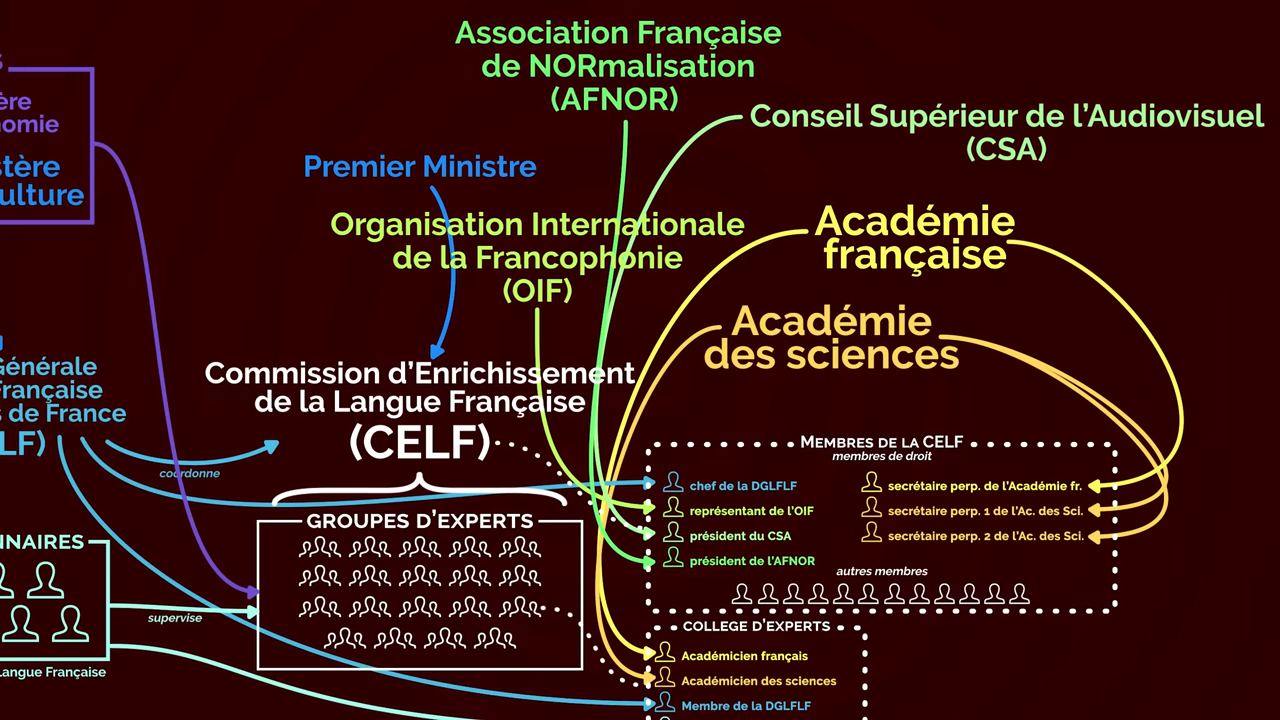 Association Française
de NORmalisation
(AFNOR)
Conseil Supérieur de l'Audiovisuel
(CSA)
Premier Ministre
Organisation Internationale
de la Francophonie
(OIF)
Académie
française
Académie
des sciences
Générale
Française
s de France
LF)
coordonne
Commission d'Enrichissement
de la Langue Française
(CELF)
GROUPES D'EXPERTS
NNAIRES
supervise
Langue Française
MEMBRES DE LA CELF
membres de droit
chef de la DGLFLF
représentant de l'OIF
président du CSA
président de l'AFNOR
secrétaire perp. de l'Académie fr.
secrétaire perp. 1 de l'Ac. des Sci.
secrétaire perp. 2 de l'Ac. des Sci.
autres membres
COLLEGE D'EXPERTS
Académicien français
Académicien des sciences
Membre de la DGLFLF
S
ère
nomie
stère
ulture